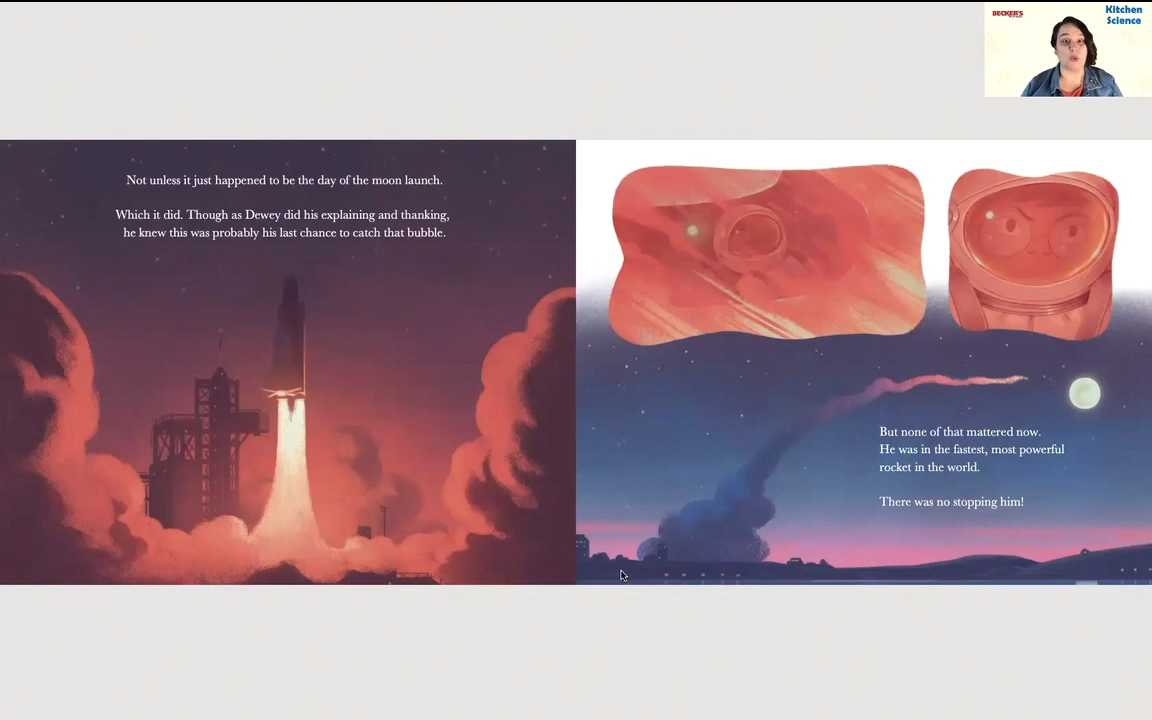 BECKER'S
Kitchen
Science
Not unless it just happened to be the day of the moon launch.
Which it did. Though as Dewey did his explaining and thanking,
he knew this was probably his last chance to catch that bubble.
But none of that mattered now.
He was in the fastest, most powerful
rocket in the world.
There was no stopping him!